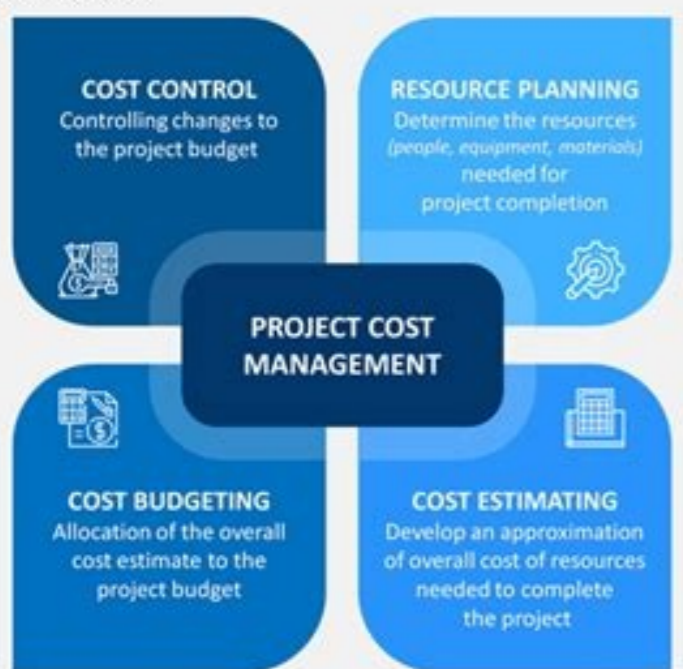 COST CONTROL
Controlling changes to
the project budget
RESOURCE PLANNING
Determine the resources
(people, equipment, materials)
needed for
project completion
PROJECT COST
MANAGEMENT
COST BUDGETING
Allocation of the overall
cost estimate to the
project budget
COST ESTIMATING
Develop an approximation
of overall cost of resources
needed to complete
the project